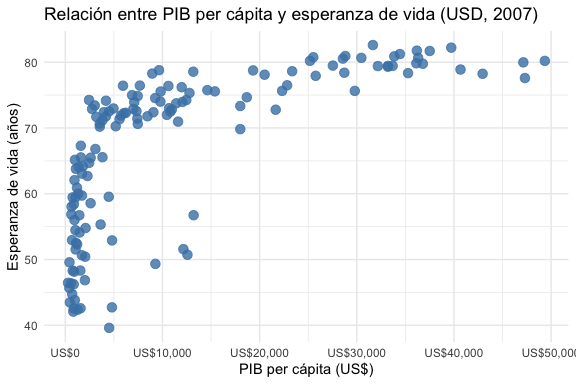 Relación entre PIB per cápita y esperanza de vida (USD, 2007)
Esperanza de vida (años)
80
70
60
50
40
US$0 US$10,000 US$20,000 US$30,000 US$40,000 US$50,000
PIB per cápita (US$)